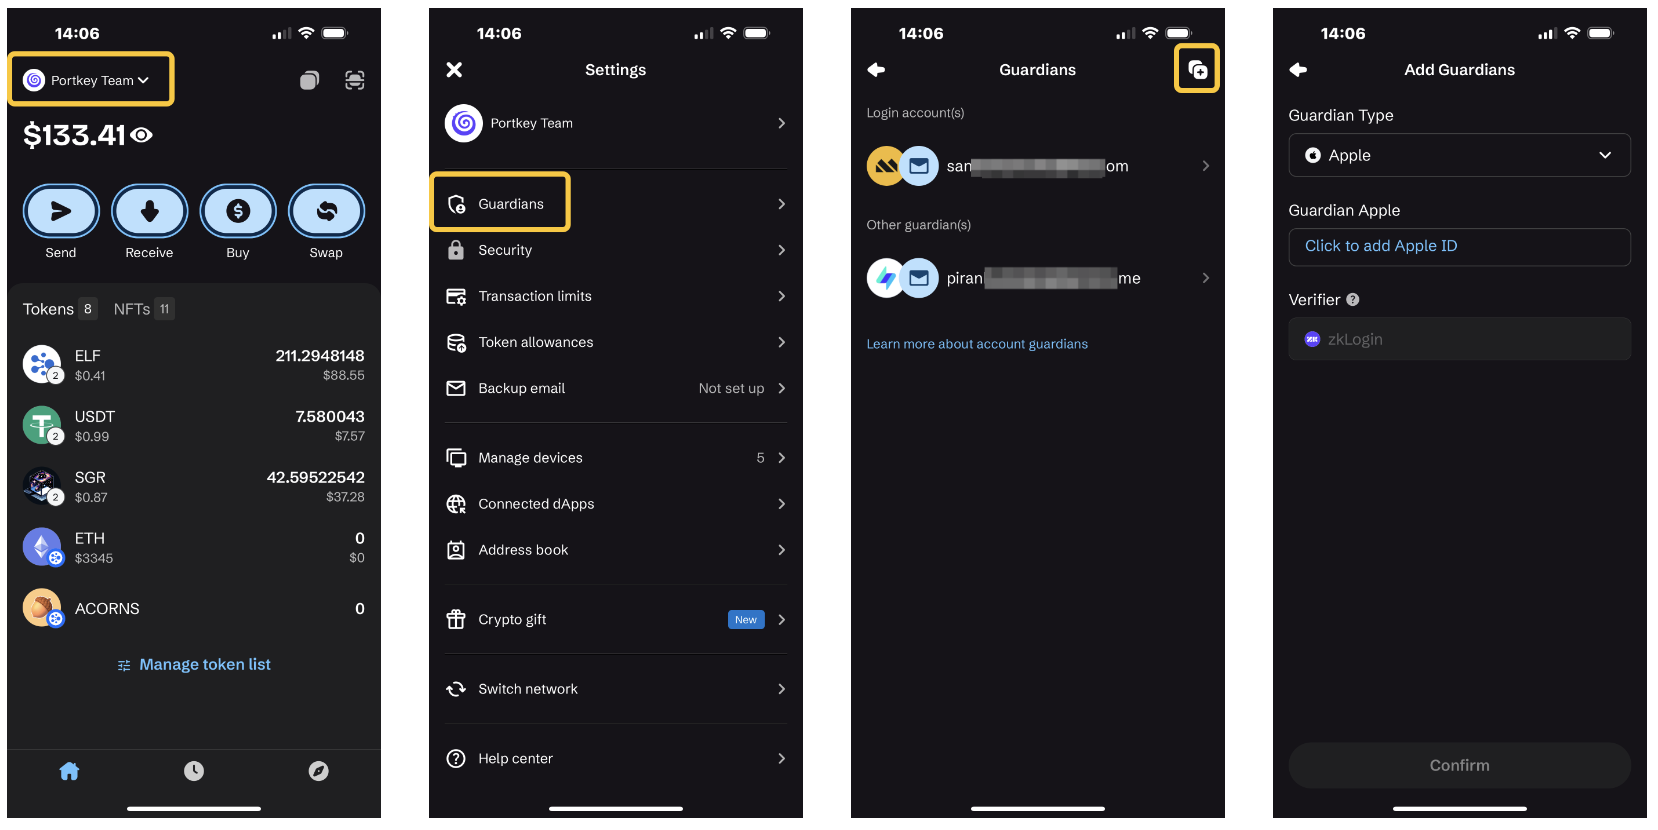 14:06
Portkey Team
$133.41
Send Receive Buy Swap
Tokens 8 NFTs 11
ELF 211.2948148
2 $0.41 $88.55
USDT 7.580043
2 $0.99 $7.57
SGR 42.59522542
2 $0.87 $37.28
ETH 0
$3345 $0
ACORNS 0
Manage token list
14:06
Settings
Portkey Team
Guardians
Security
Transaction limits
Token allowances
Backup email Not set up
Manage devices 5
Connected dApps
Address book
Crypto gift New
Switch network
Help center
14:06
Guardians
Login account(s)
san om
Other guardian(s)
piran me
Learn more about account guardians
14:06
Add Guardians
Guardian Type
Apple
Guardian Apple
Click to add Apple ID
Verifier ?
ZK zkLogin
Confirm